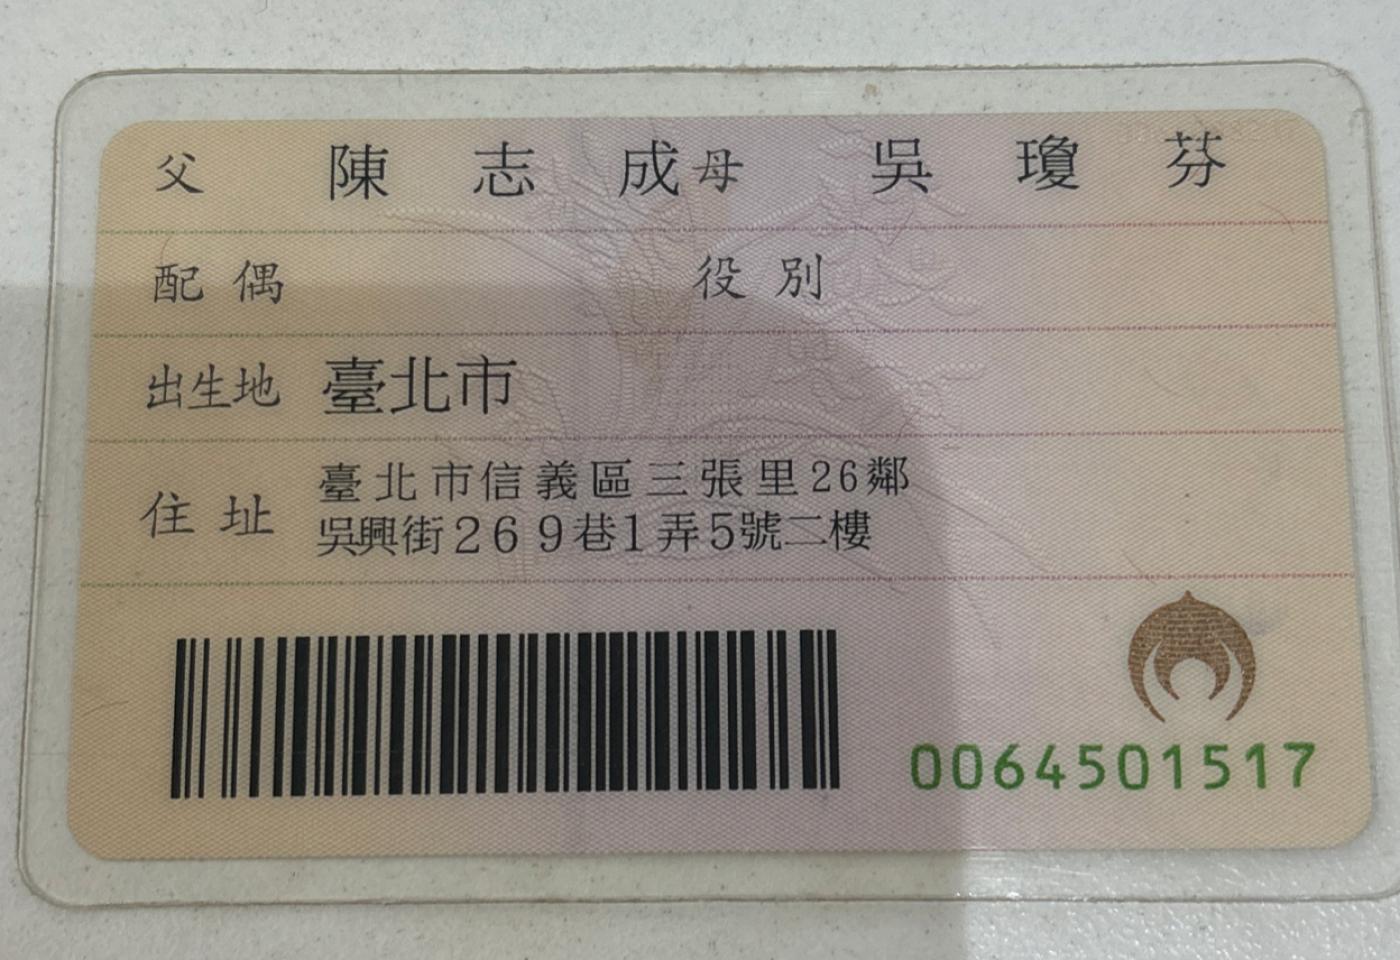 父 陳志成 母 吳瓊芬
配偶 役別
出生地 臺北市
住址 臺北市信義區三張里26鄰
吳興街269巷1弄5號二樓
0064501517